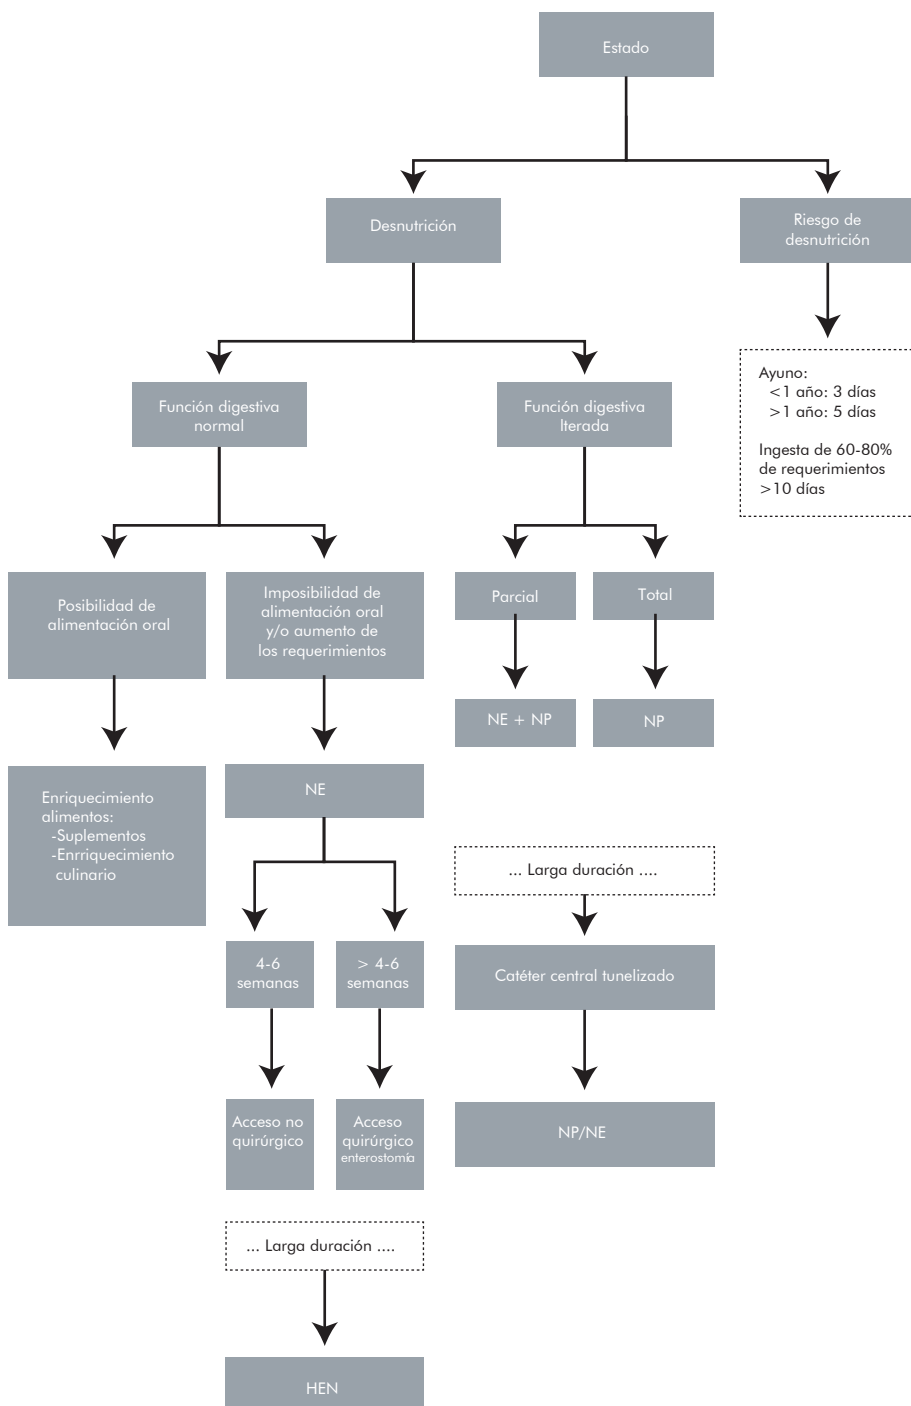 Estado
Desnutrición
Riesgo de
desnutrición
Ayuno:
<1 año: 3 días
>1 año: 5 días
Ingesta de 60-80%
de requerimientos
>10 días
Función digestiva
normal
Función digestiva
lterada
Posibilidad de
alimentación oral
Imposibilidad de
alimentación oral
y/o aumento de
los requerimientos
Parcial
Total
NE + NP
NP
Enriquecimiento
alimentos:
-Suplementos
-Enrriquecimiento
culinario
NE
... Larga duración ....
4-6
semanas
> 4-6
semanas
Catéter central tunelizado
Acceso no
quirúrgico
Acceso
quirúrgico
enterostomía
NP/NE
... Larga duración ....
HEN